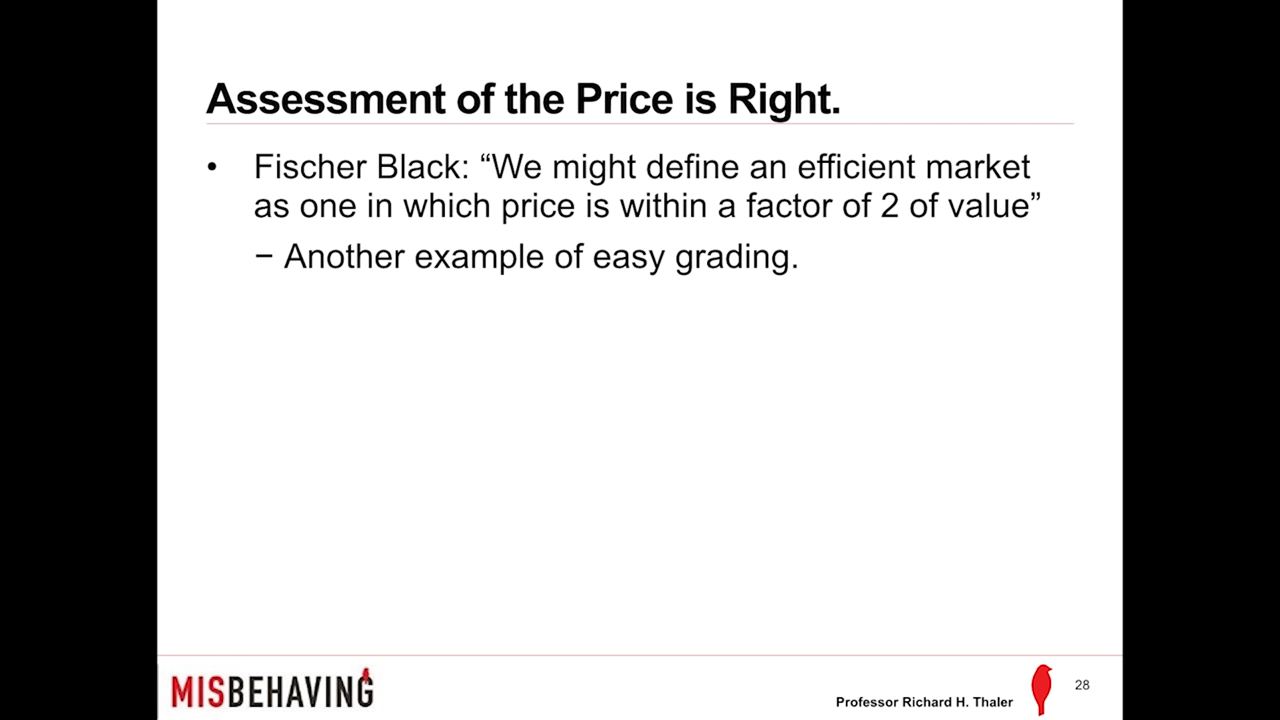 Assessment of the Price is Right.
• Fischer Black: “We might define an efficient market
as one in which price is within a factor of 2 of value”
− Another example of easy grading.
MISBEHAVING
Professor Richard H. Thaler
28